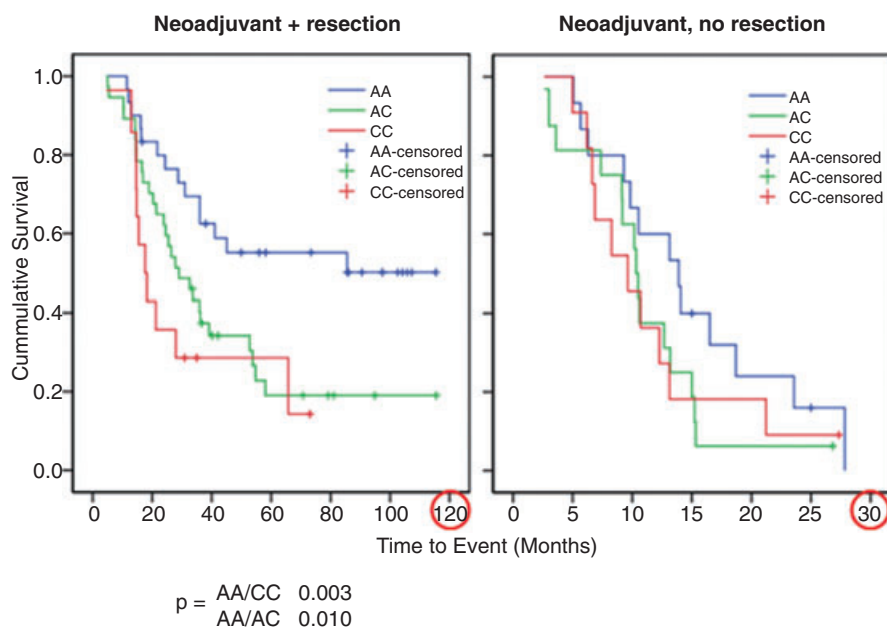 Neoadjuvant + resection
Neoadjuvant, no resection
Cummulative Survival
1.0
0.8
0.6
0.4
0.2
0.0
AA
AC
CC
AA-censored
AC-censored
CC-censored
AA
AC
CC
AA-censored
AC-censored
CC-censored
0 20 40 60 80 100 120
0 5 10 15 20 25 30
Time to Event (Months)
p = AA/CC 0.003
AA/AC 0.010